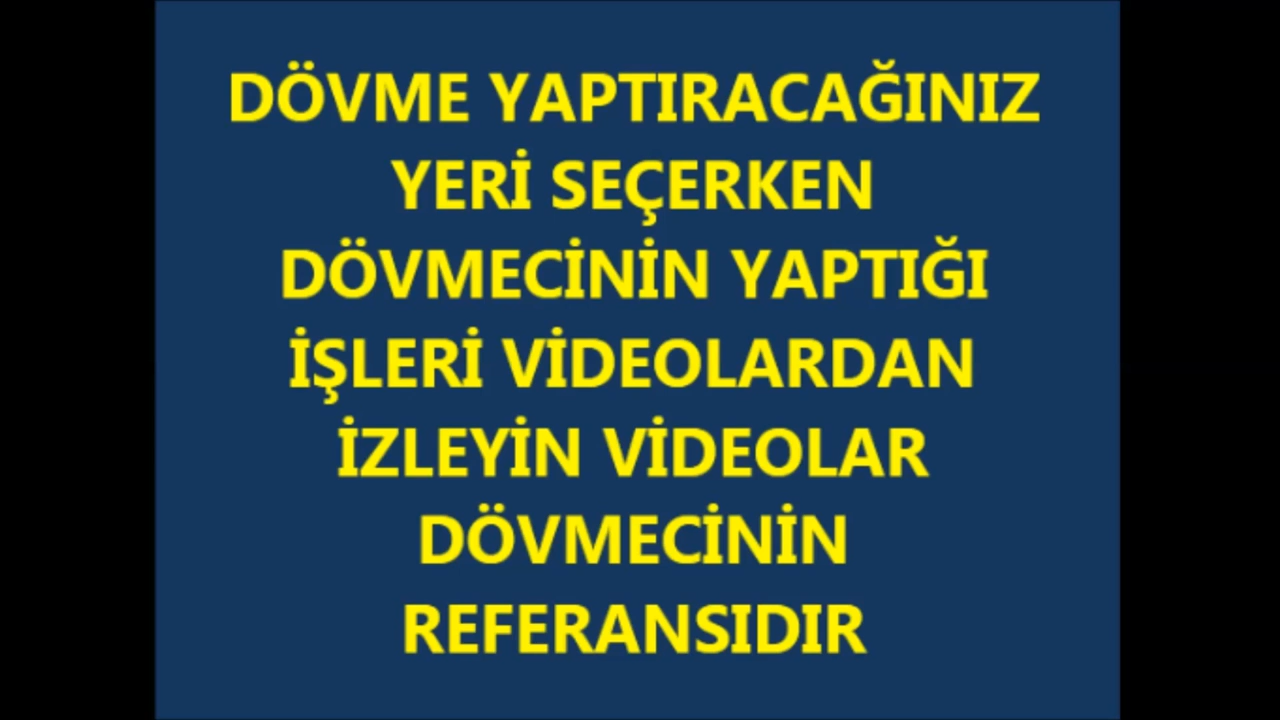 DÖVME YAPTIRACAĞINIZ
YERİ SEÇERKEN
DÖVMECİNİN YAPTIĞI
İŞLERİ VİDEOLARDAN
İZLEYİN VİDEOLAR
DÖVMECİNİN
REFERANSIDIR